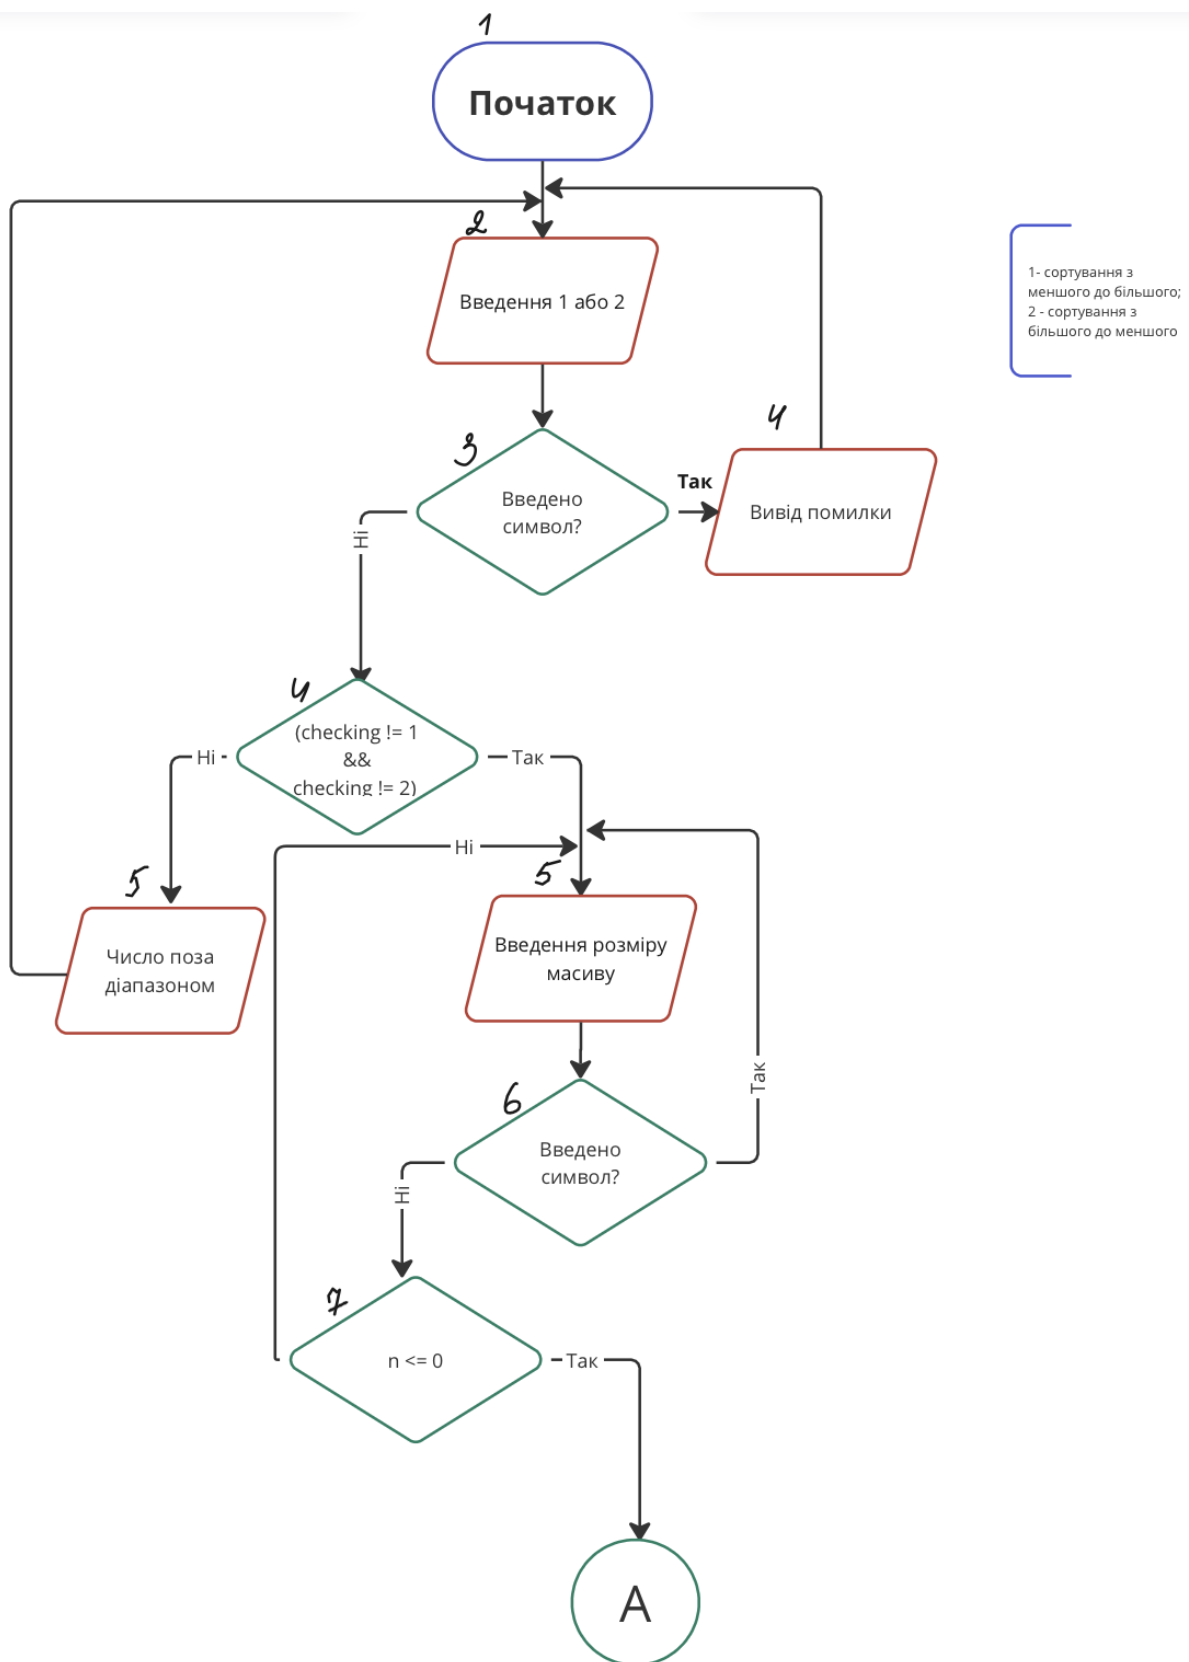 1
Початок
2
Введення 1 або 2
1- сортування з
меншого до більшого;
2 - сортування з
більшого до меншого
3
Введено
символ?
Так
4
Вивід помилки
Ні
4
(checking != 1
&&
checking != 2)
Ні
Так
5
Число поза
діапазоном
Ні
5
Введення розміру
масиву
Так
6
Введено
символ?
Ні
7
n <= 0
Так
A